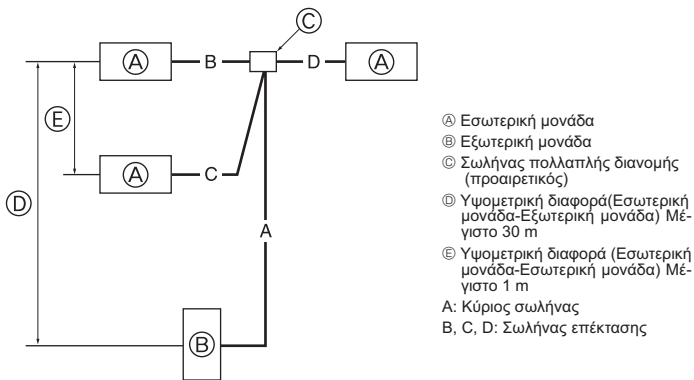 Ⓒ
Ⓐ B D Ⓐ
Ⓔ
Ⓐ C
Ⓓ
A
Ⓑ
Ⓐ Εσωτερική μονάδα
Ⓑ Εξωτερική μονάδα
Ⓒ Σωλήνας πολλαπλής διανομής
(προαιρετικός)
Ⓓ Υψομετρική διαφορά(Εσωτερική
μονάδα-Εξωτερική μονάδα) Μέ-
γιστο 30 m
Ⓔ Υψομετρική διαφορά (Εσωτερική
μονάδα-Εσωτερική μονάδα) Μέ-
γιστο 1 m
A: Κύριος σωλήνας
B, C, D: Σωλήνας επέκτασης